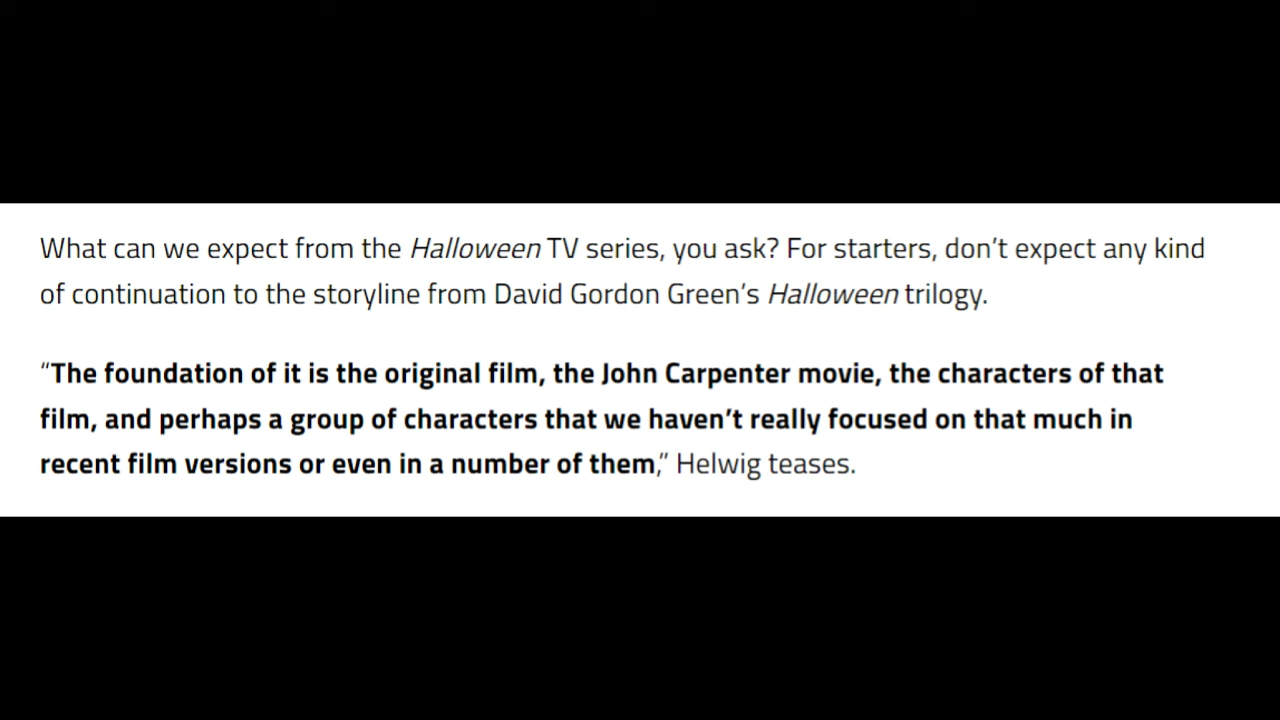 What can we expect from the Halloween TV series, you ask? For starters, don’t expect any kind
of continuation to the storyline from David Gordon Green’s Halloween trilogy.
“The foundation of it is the original film, the John Carpenter movie, the characters of that
film, and perhaps a group of characters that we haven’t really focused on that much in
recent film versions or even in a number of them,” Helwig teases.